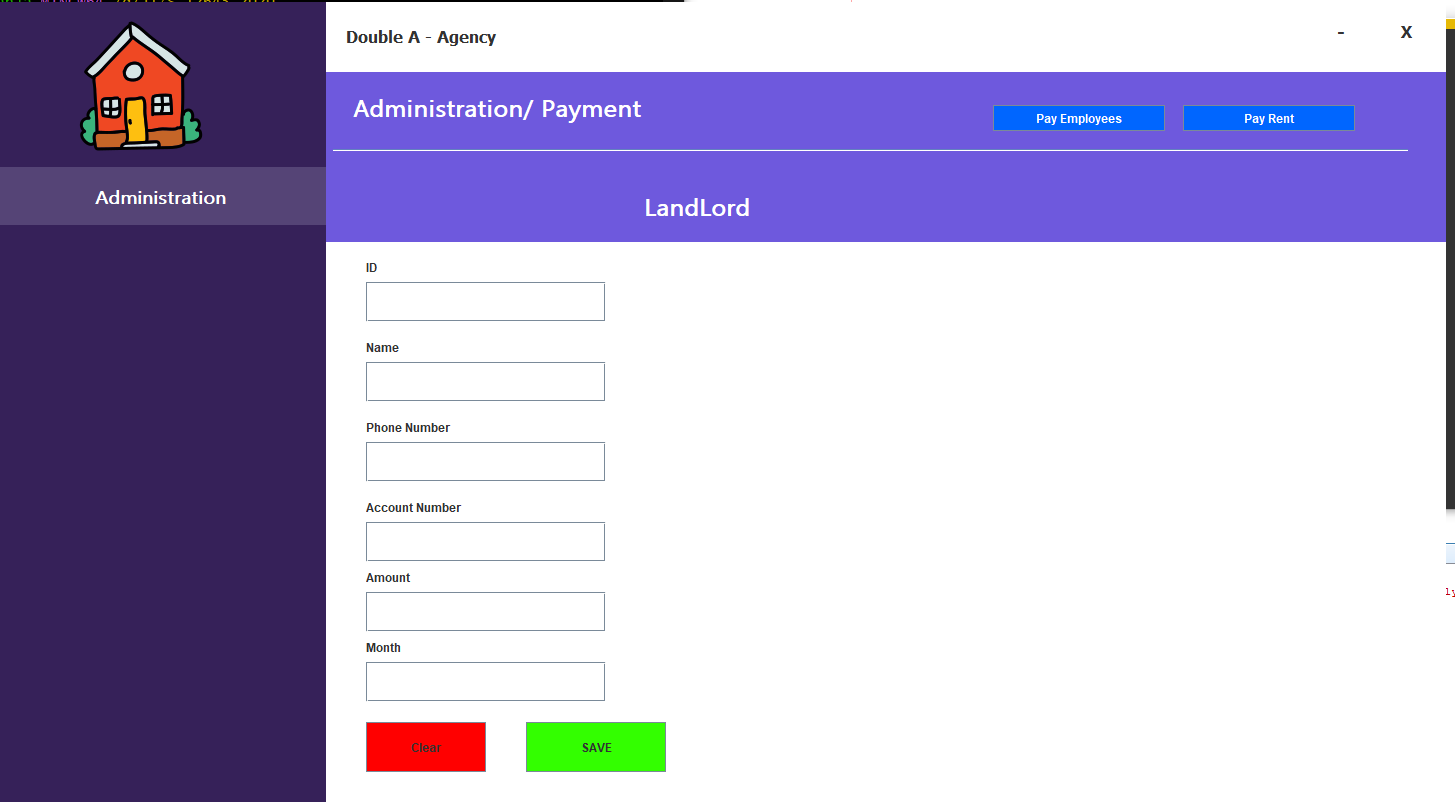 Double A - Agency
- X
Administration/ Payment
Pay Employees
Pay Rent
Administration
LandLord
ID
Name
Phone Number
Account Number
Amount
Month
Clear
SAVE